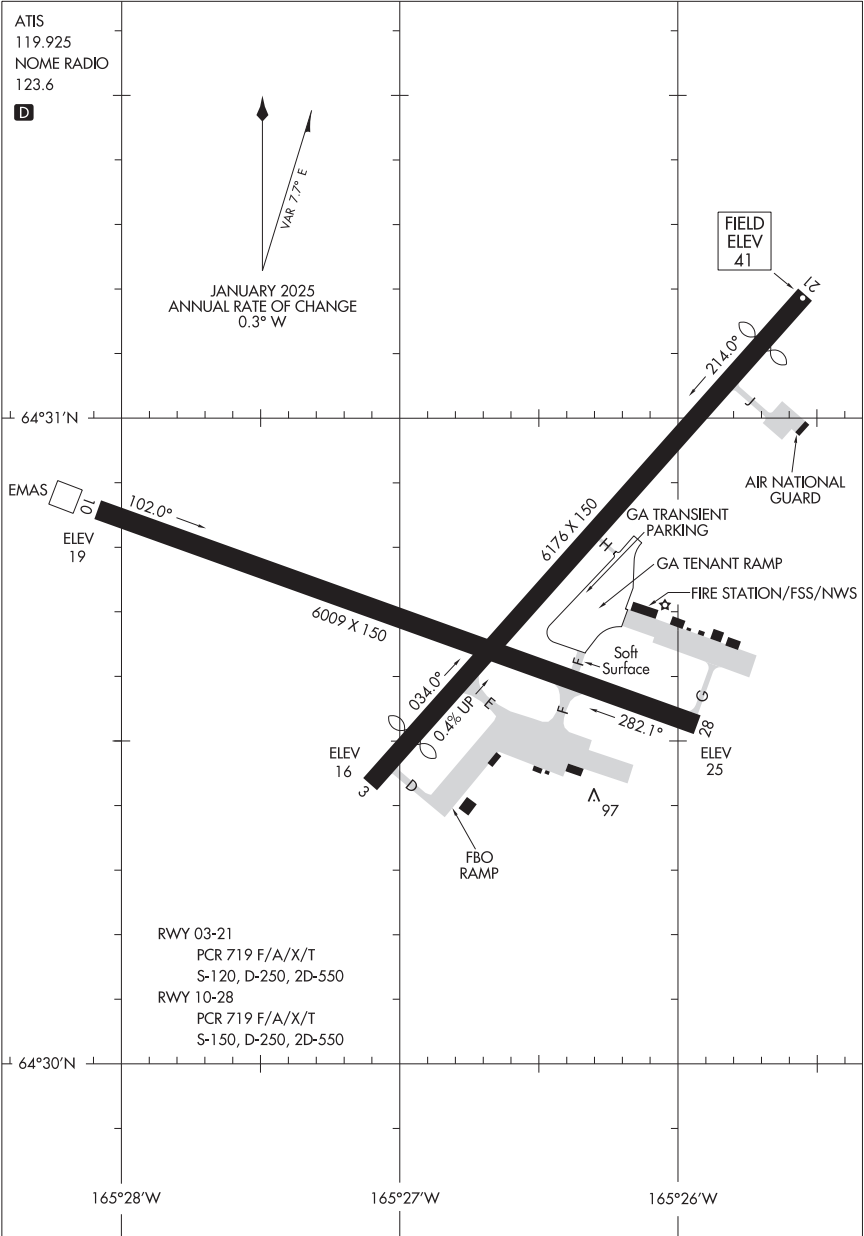 ATIS
119.925
NOME RADIO
123.6
D
VAR 7.7° E
JANUARY 2025
ANNUAL RATE OF CHANGE
0.3° W
FIELD
ELEV
41
21
214.0°
J
64°31'N
AIR NATIONAL
GUARD
EMAS
10
102.0°
ELEV
19
6176 X 150
GA TRANSIENT
PARKING
H
GA TENANT RAMP
FIRE STATION/FSS/NWS
6009 X 150
Soft
Surface
F
034.0°
0.4% UP
E
F
G
282.1°
28
ELEV
25
ELEV
16
3
D
97
FBO
RAMP
RWY 03-21
PCR 719 F/A/X/T
S-120, D-250, 2D-550
RWY 10-28
PCR 719 F/A/X/T
S-150, D-250, 2D-550
64°30'N
165°28'W
165°27'W
165°26'W